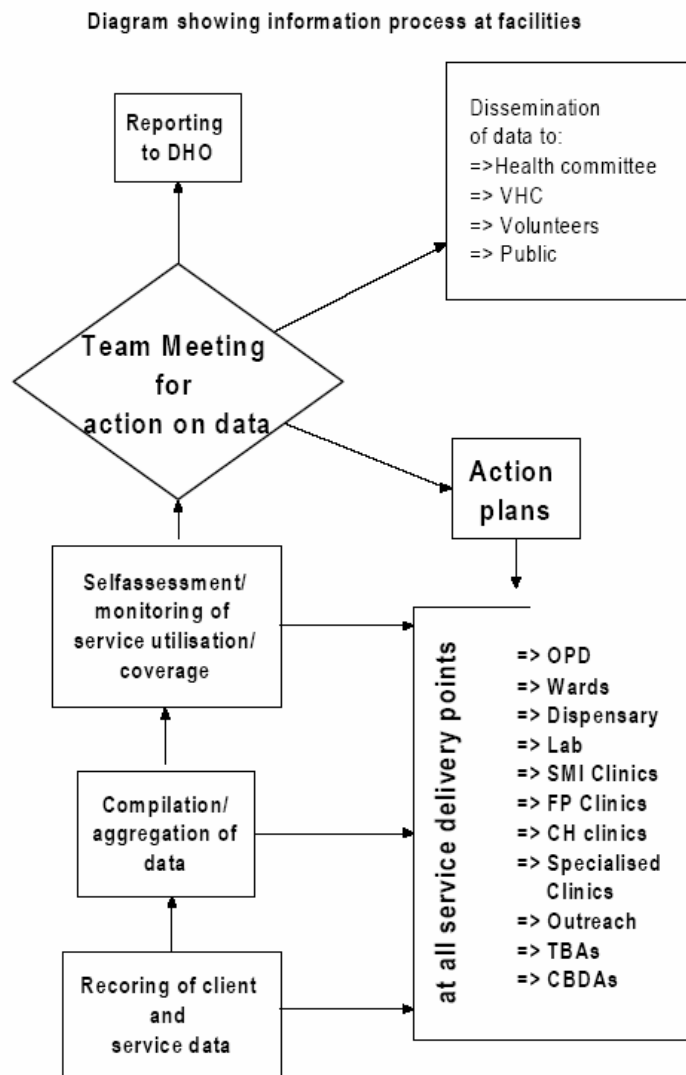 Diagram showing information process at facilities
Reporting
to DHO
Dissemination
of data to:
=>Health committee
=> VHC
=> Volunteers
=> Public
Team Meeting
for
action on data
Action
plans
Selfassessment/
monitoring of
service utilisation/
coverage
Compilation/
aggregation of
data
Recoring of client
and
service data
at all service delivery points
=> OPD
=> Wards
=> Dispensary
=> Lab
=> SMI Clinics
=> FP Clinics
=> CH clinics
=> Specialised
Clinics
=> Outreach
=> TBAs
=> CBDAs